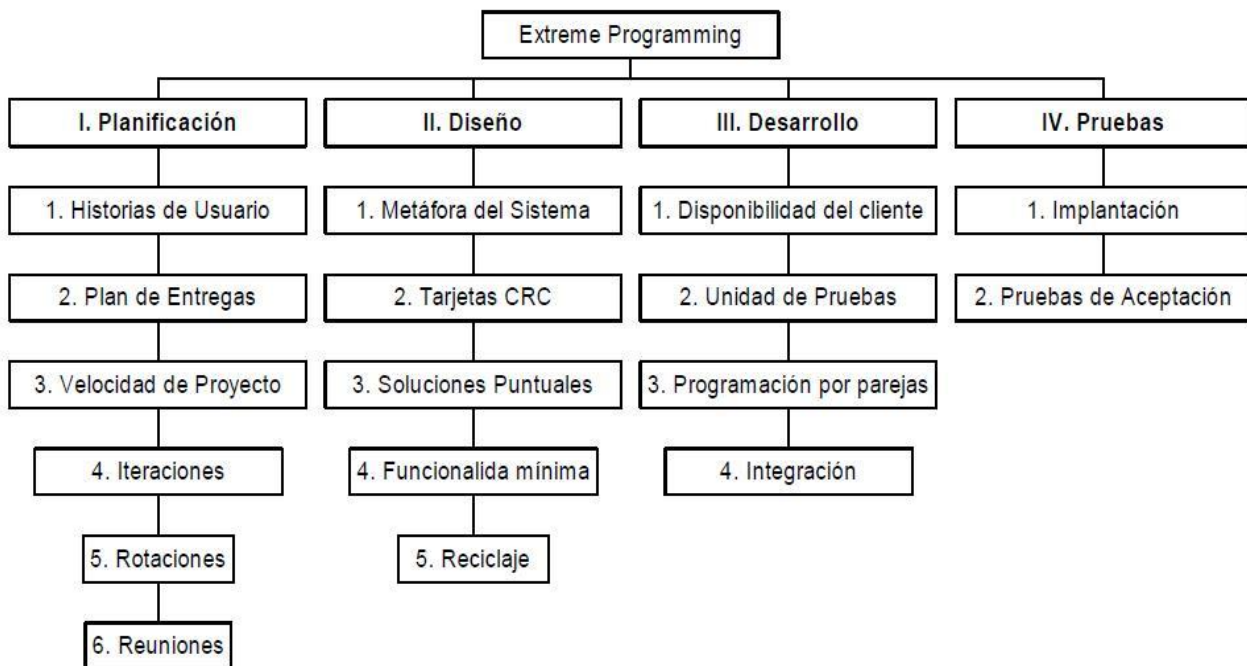 Extreme Programming
I. Planificación
II. Diseño
III. Desarrollo
IV. Pruebas
1. Historias de Usuario
1. Metáfora del Sistema
1. Disponibilidad del cliente
1. Implantación
2. Plan de Entregas
2. Tarjetas CRC
2. Unidad de Pruebas
2. Pruebas de Aceptación
3. Velocidad de Proyecto
3. Soluciones Puntuales
3. Programación por parejas
4. Iteraciones
4. Funcionalida mínima
4. Integración
5. Rotaciones
5. Reciclaje
6. Reuniones